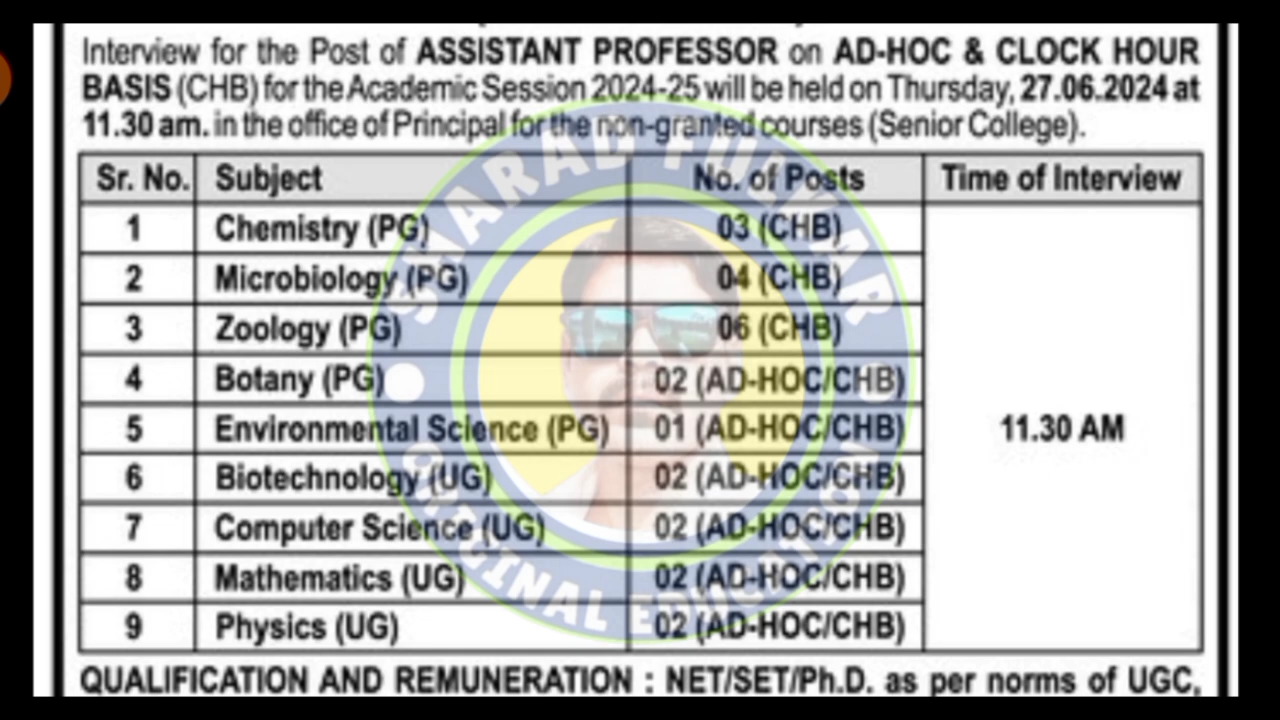 Interview for the Post of ASSISTANT PROFESSOR on AD-HOC & CLOCK HOUR
BASIS (CHB) for the Academic Session 2024-25 will be held on Thursday, 27.06.2024 at
11.30 am. in the office of Principal for the non-granted courses (Senior College).
Sr. No. Subject No. of Posts Time of Interview
1 Chemistry (PG) 03 (CHB)
2 Microbiology (PG) 04 (CHB)
3 Zoology (PG) 06 (CHB)
4 Botany (PG) 02 (AD-HOC/CHB)
5 Environmental Science (PG) 01 (AD-HOC/CHB) 11.30 AM
6 Biotechnology (UG) 02 (AD-HOC/CHB)
7 Computer Science (UG) 02 (AD-HOC/CHB)
8 Mathematics (UG) 02 (AD-HOC/CHB)
9 Physics (UG) 02 (AD-HOC/CHB)
QUALIFICATION AND REMUNERATION : NET/SET/Ph.D. as per norms of UGC,
SHARAD FULVAR
ORIGINAL EDUCATION